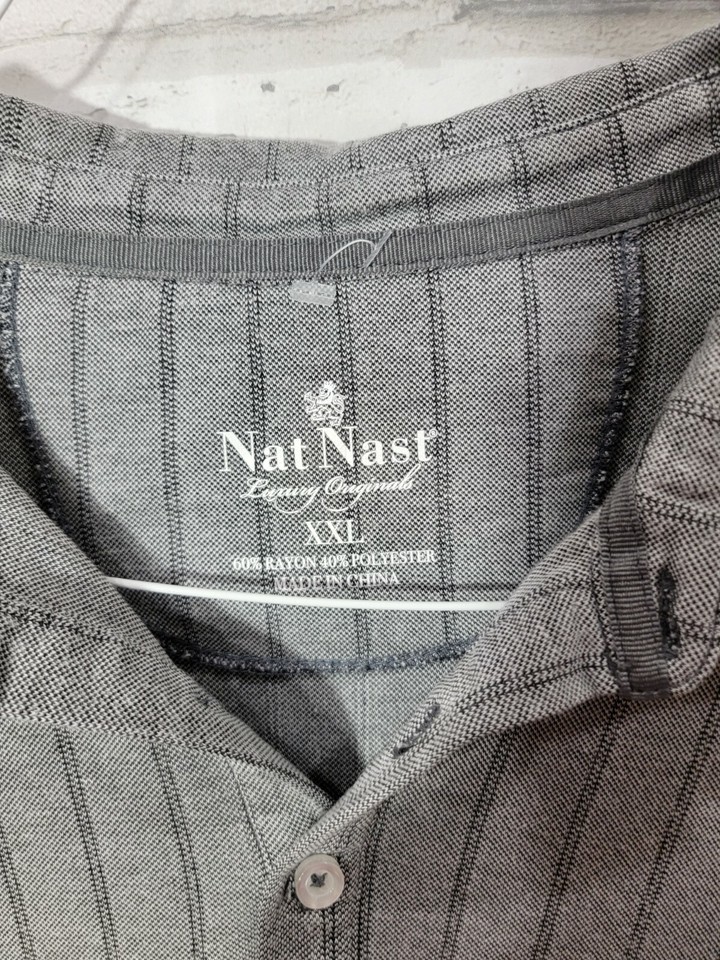 Nat Nast®
Luxury Originals
XXL
60% RAYON 40% POLYESTER
MADE IN CHINA